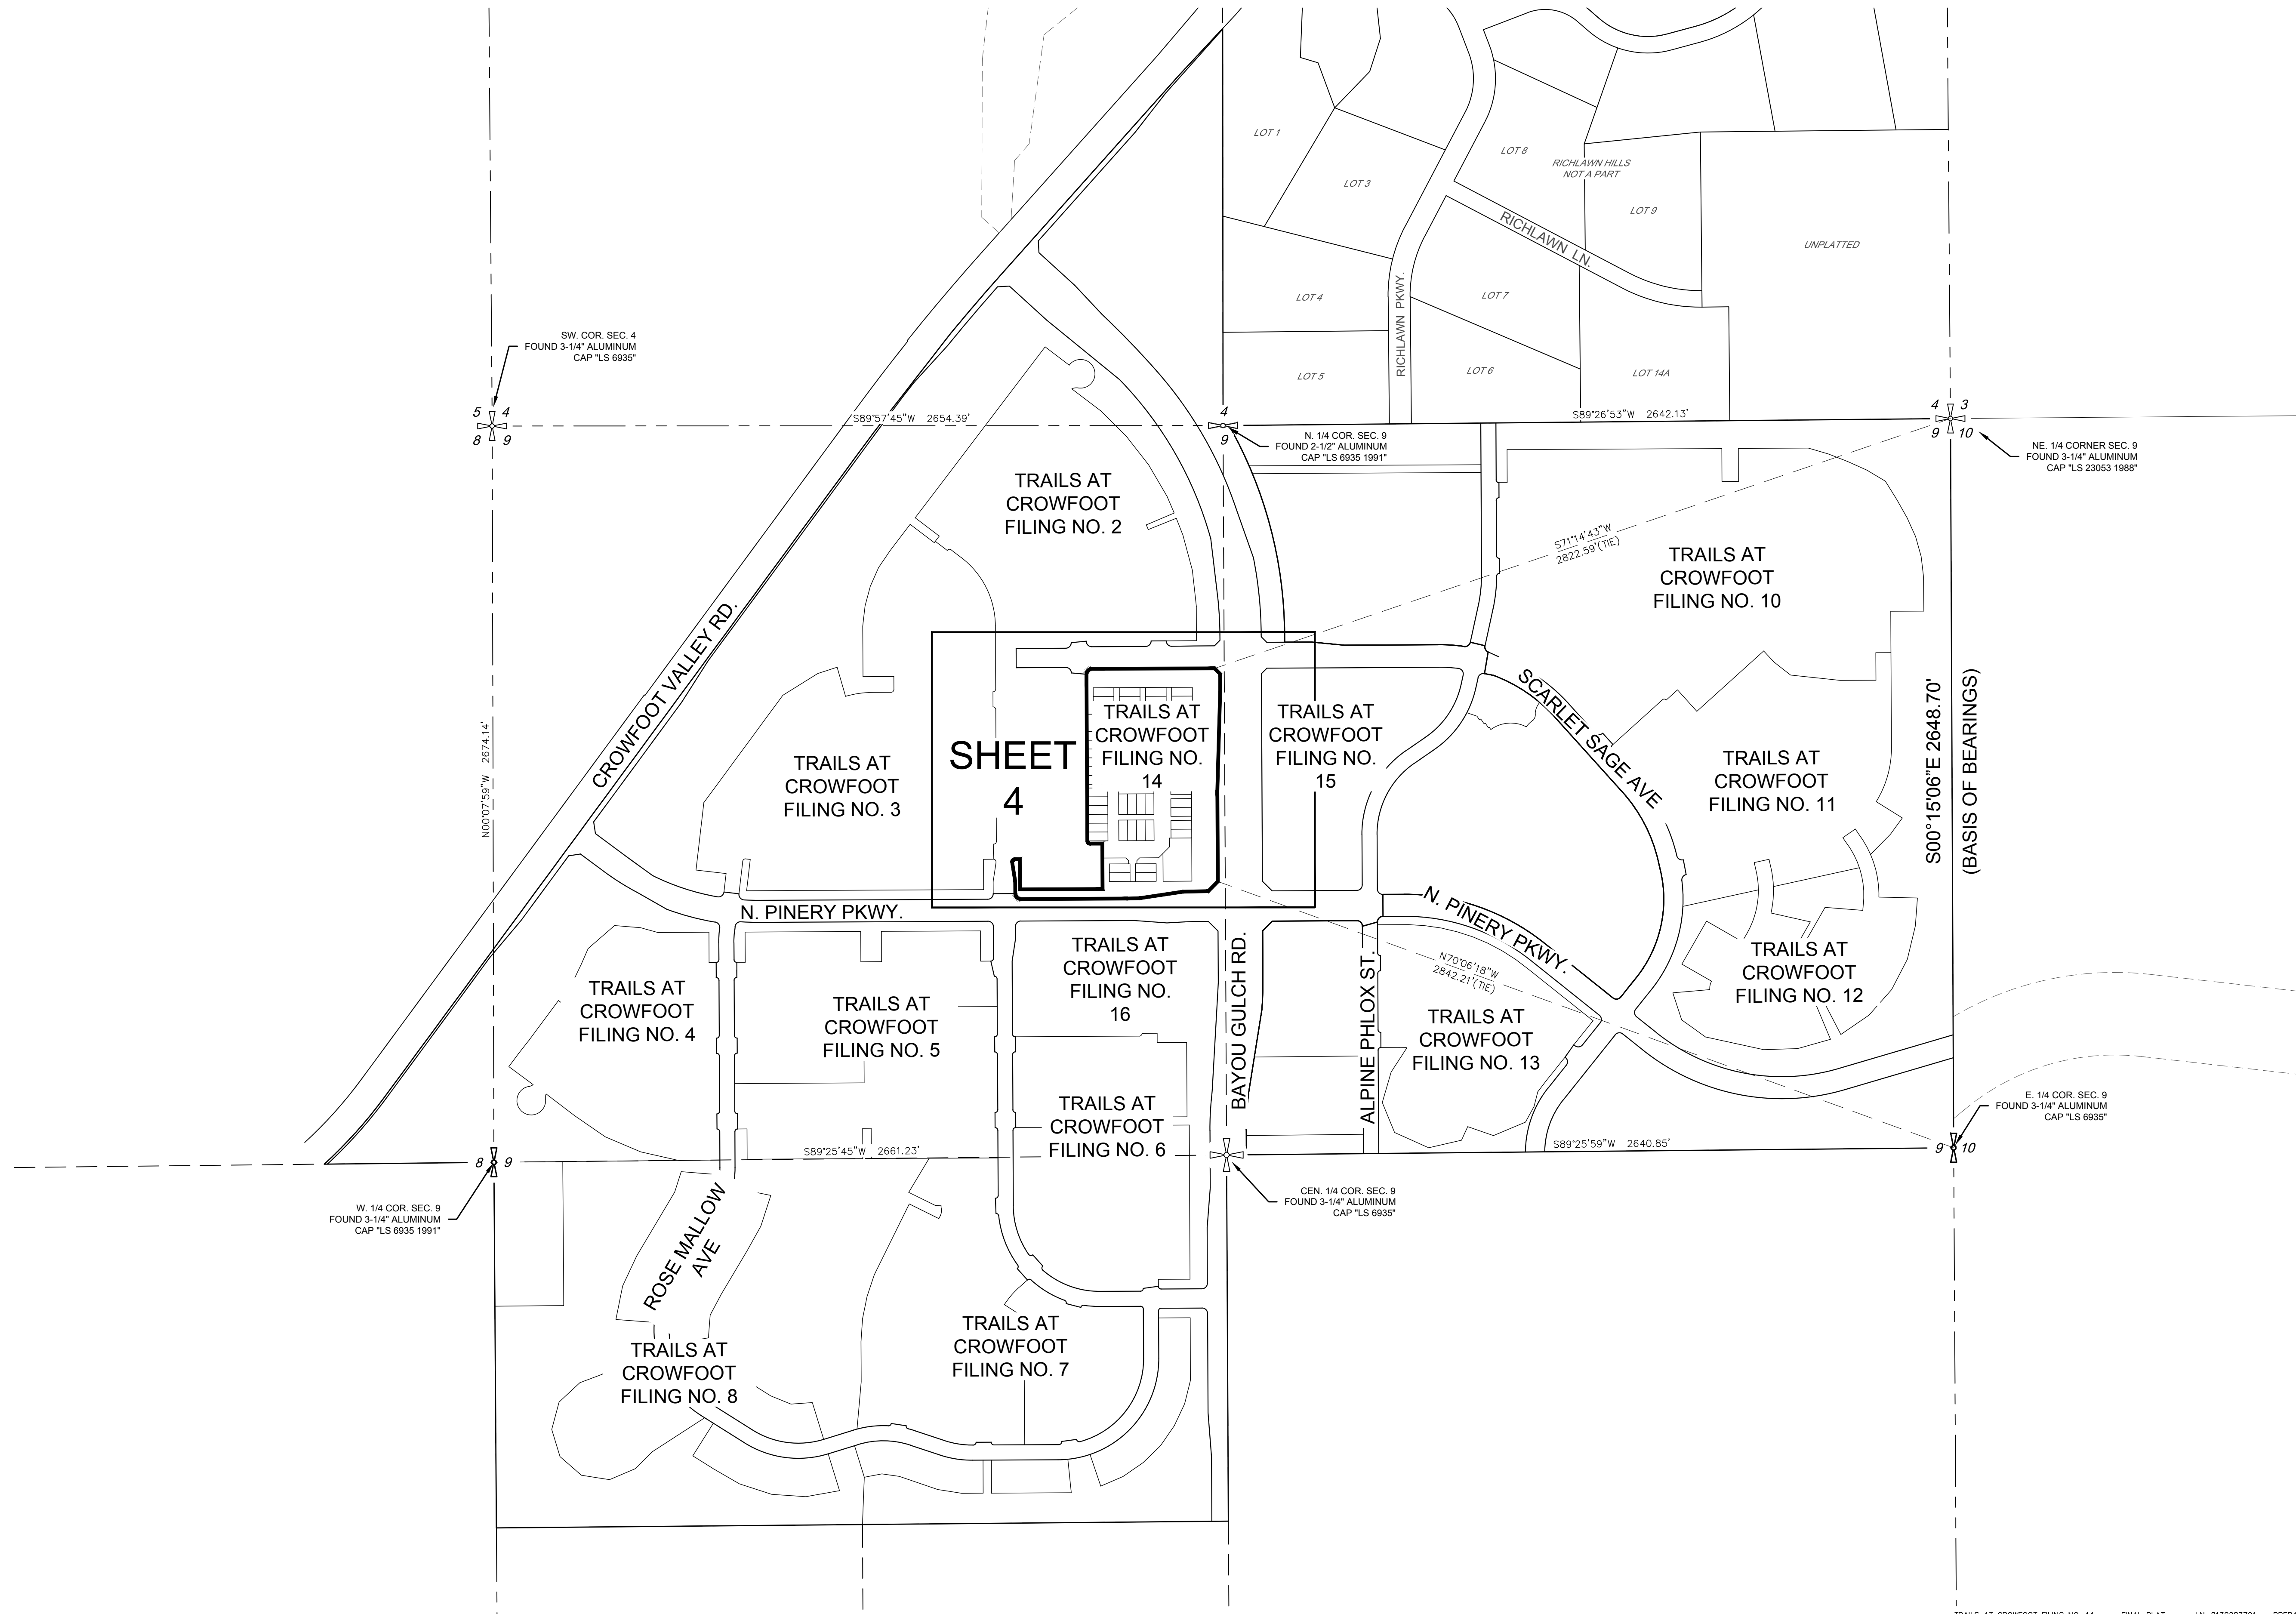 LOT 1
LOT 3
LOT 8
RICHLAWN HILLS
NOT A PART
LOT 9
RICHLAWN LN.
UNPLATTED
LOT 4
LOT 7
RICHLAWN PKWY.
LOT 5
LOT 6
LOT 14A
SW. COR. SEC. 4
FOUND 3-1/4" ALUMINUM
CAP "LS 6935"
5 4
8 9
S89°57'45"W 2654.39'
4
9
S89°26'53"W 2642.13'
4 3
9 10
N. 1/4 COR. SEC. 9
FOUND 2-1/2" ALUMINUM
CAP "LS 6935 1991"
NE. 1/4 CORNER SEC. 9
FOUND 3-1/4" ALUMINUM
CAP "LS 23053 1988"
TRAILS AT
CROWFOOT
FILING NO. 2
S71°14'43"W
2822.59'(TIE)
TRAILS AT
CROWFOOT
FILING NO. 10
CROWFOOT VALLEY RD.
N00°07'59"W 2674.14'
TRAILS AT
CROWFOOT
FILING NO. 3
SHEET
4
TRAILS AT
CROWFOOT
FILING NO.
14
TRAILS AT
CROWFOOT
FILING NO.
15
SCARLET SAGE AVE
TRAILS AT
CROWFOOT
FILING NO. 11
S00°15'06"E 2648.70'
(BASIS OF BEARINGS)
N. PINERY PKWY.
N. PINERY PKWY.
TRAILS AT
CROWFOOT
FILING NO. 4
TRAILS AT
CROWFOOT
FILING NO. 5
TRAILS AT
CROWFOOT
FILING NO.
16
BAYOU GULCH RD.
ALPINE PHLOX ST.
N70°06'18"W
2842.21'(TIE)
TRAILS AT
CROWFOOT
FILING NO. 13
TRAILS AT
CROWFOOT
FILING NO. 12
TRAILS AT
CROWFOOT
FILING NO. 6
E. 1/4 COR. SEC. 9
FOUND 3-1/4" ALUMINUM
CAP "LS 6935"
8 9
S89°25'45"W 2661.23'
S89°25'59"W 2640.85'
9 10
W. 1/4 COR. SEC. 9
FOUND 3-1/4" ALUMINUM
CAP "LS 6935 1991"
CEN. 1/4 COR. SEC. 9
FOUND 3-1/4" ALUMINUM
CAP "LS 6935"
ROSE MALLOW
AVE
TRAILS AT
CROWFOOT
FILING NO. 7
TRAILS AT
CROWFOOT
FILING NO. 8